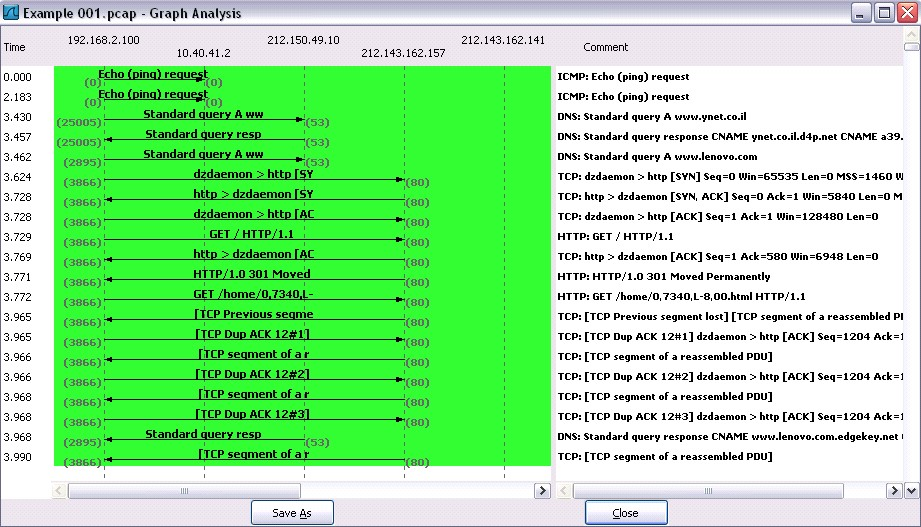 Example 001.pcap - Graph Analysis
Time 192.168.2.100 10.40.41.2 212.150.49.10 212.143.162.157 212.143.162.141 Comment
0.000 Echo (ping) request (0) (0) ICMP: Echo (ping) request
2.183 Echo (ping) request (0) (0) ICMP: Echo (ping) request
3.430 Standard query A ww (25005) (53) DNS: Standard query A www.ynet.co.il
3.457 Standard query resp (25005) (53) DNS: Standard query response CNAME ynet.co.il.d4p.net CNAME a39.
3.462 Standard query A ww (2895) (53) DNS: Standard query A www.lenovo.com
3.624 dzdaemon > http [SY (3866) (80) TCP: dzdaemon > http [SYN] Seq=0 Win=65535 Len=0 MSS=1460 W
3.728 http > dzdaemon [SY (3866) (80) TCP: http > dzdaemon [SYN, ACK] Seq=0 Ack=1 Win=5840 Len=0 M
3.728 dzdaemon > http [AC (3866) (80) TCP: dzdaemon > http [ACK] Seq=1 Ack=1 Win=128480 Len=0
3.729 GET / HTTP/1.1 (3866) (80) HTTP: GET / HTTP/1.1
3.769 http > dzdaemon [AC (3866) (80) TCP: http > dzdaemon [ACK] Seq=1 Ack=580 Win=6948 Len=0
3.771 HTTP/1.0 301 Moved (3866) (80) HTTP: HTTP/1.0 301 Moved Permanently
3.772 GET /home/0,7340,L- (3866) (80) HTTP: GET /home/0,7340,L-8,00.html HTTP/1.1
3.965 [TCP Previous segme (3866) (80) TCP: [TCP Previous segment lost] [TCP segment of a reassembled
3.965 [TCP Dup ACK 12#1] (3866) (80) TCP: [TCP Dup ACK 12#1] dzdaemon > http [ACK] Seq=1204 Ack=1
3.966 [TCP segment of a r (3866) (80) TCP: [TCP segment of a reassembled PDU]
3.966 [TCP Dup ACK 12#2] (3866) (80) TCP: [TCP Dup ACK 12#2] dzdaemon > http [ACK] Seq=1204 Ack=1
3.968 [TCP segment of a r (3866) (80) TCP: [TCP segment of a reassembled PDU]
3.968 [TCP Dup ACK 12#3] (3866) (80) TCP: [TCP Dup ACK 12#3] dzdaemon > http [ACK] Seq=1204 Ack=1
3.968 Standard query resp (2895) (53) DNS: Standard query response CNAME www.lenovo.com.edgekey.net
3.990 [TCP segment of a r (3866) (80) TCP: [TCP segment of a reassembled PDU]
Save As Close